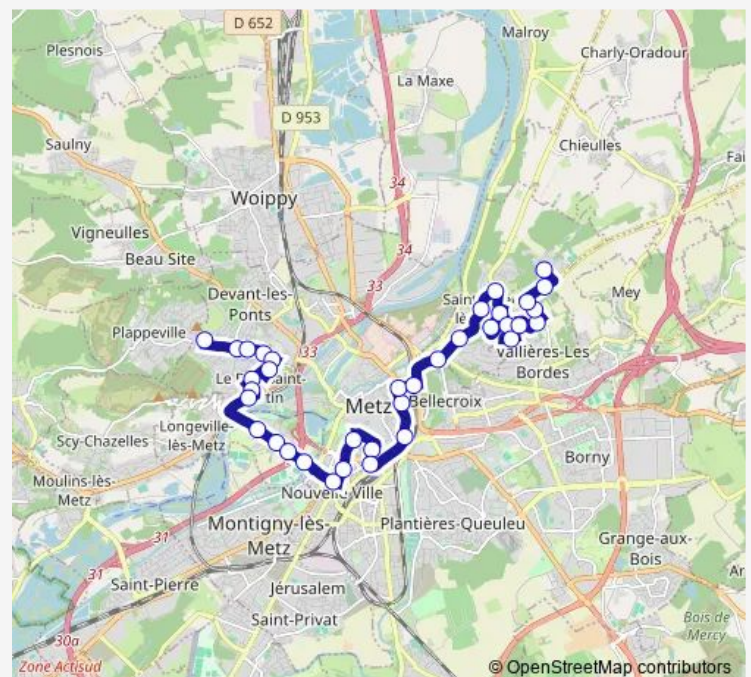 D 652
Malroy
Plesnois
Charly-Oradour
La Maxe
D 953
Saulny
Chieulles
34
Woippy
Vigneulles
34
Beau Site
33
Mey
Devant-les-
Ponts
Plappeville
33
Vallières-Les
Bordes
Metz
Bellecroix
Longeville-
lès-Metz
Scy-Chazelles
Borny
Moulins-lès-
Metz
Nouvelle Ville
Montigny-lès-
Metz
Plantières-Queuleu
Grange-aux-
Bois
31
31
Saint-Pierre
Jérusalem
Saint-Privat
Bois de
Mercy
30a
Zone Actisud
© OpenStreetMap contributors